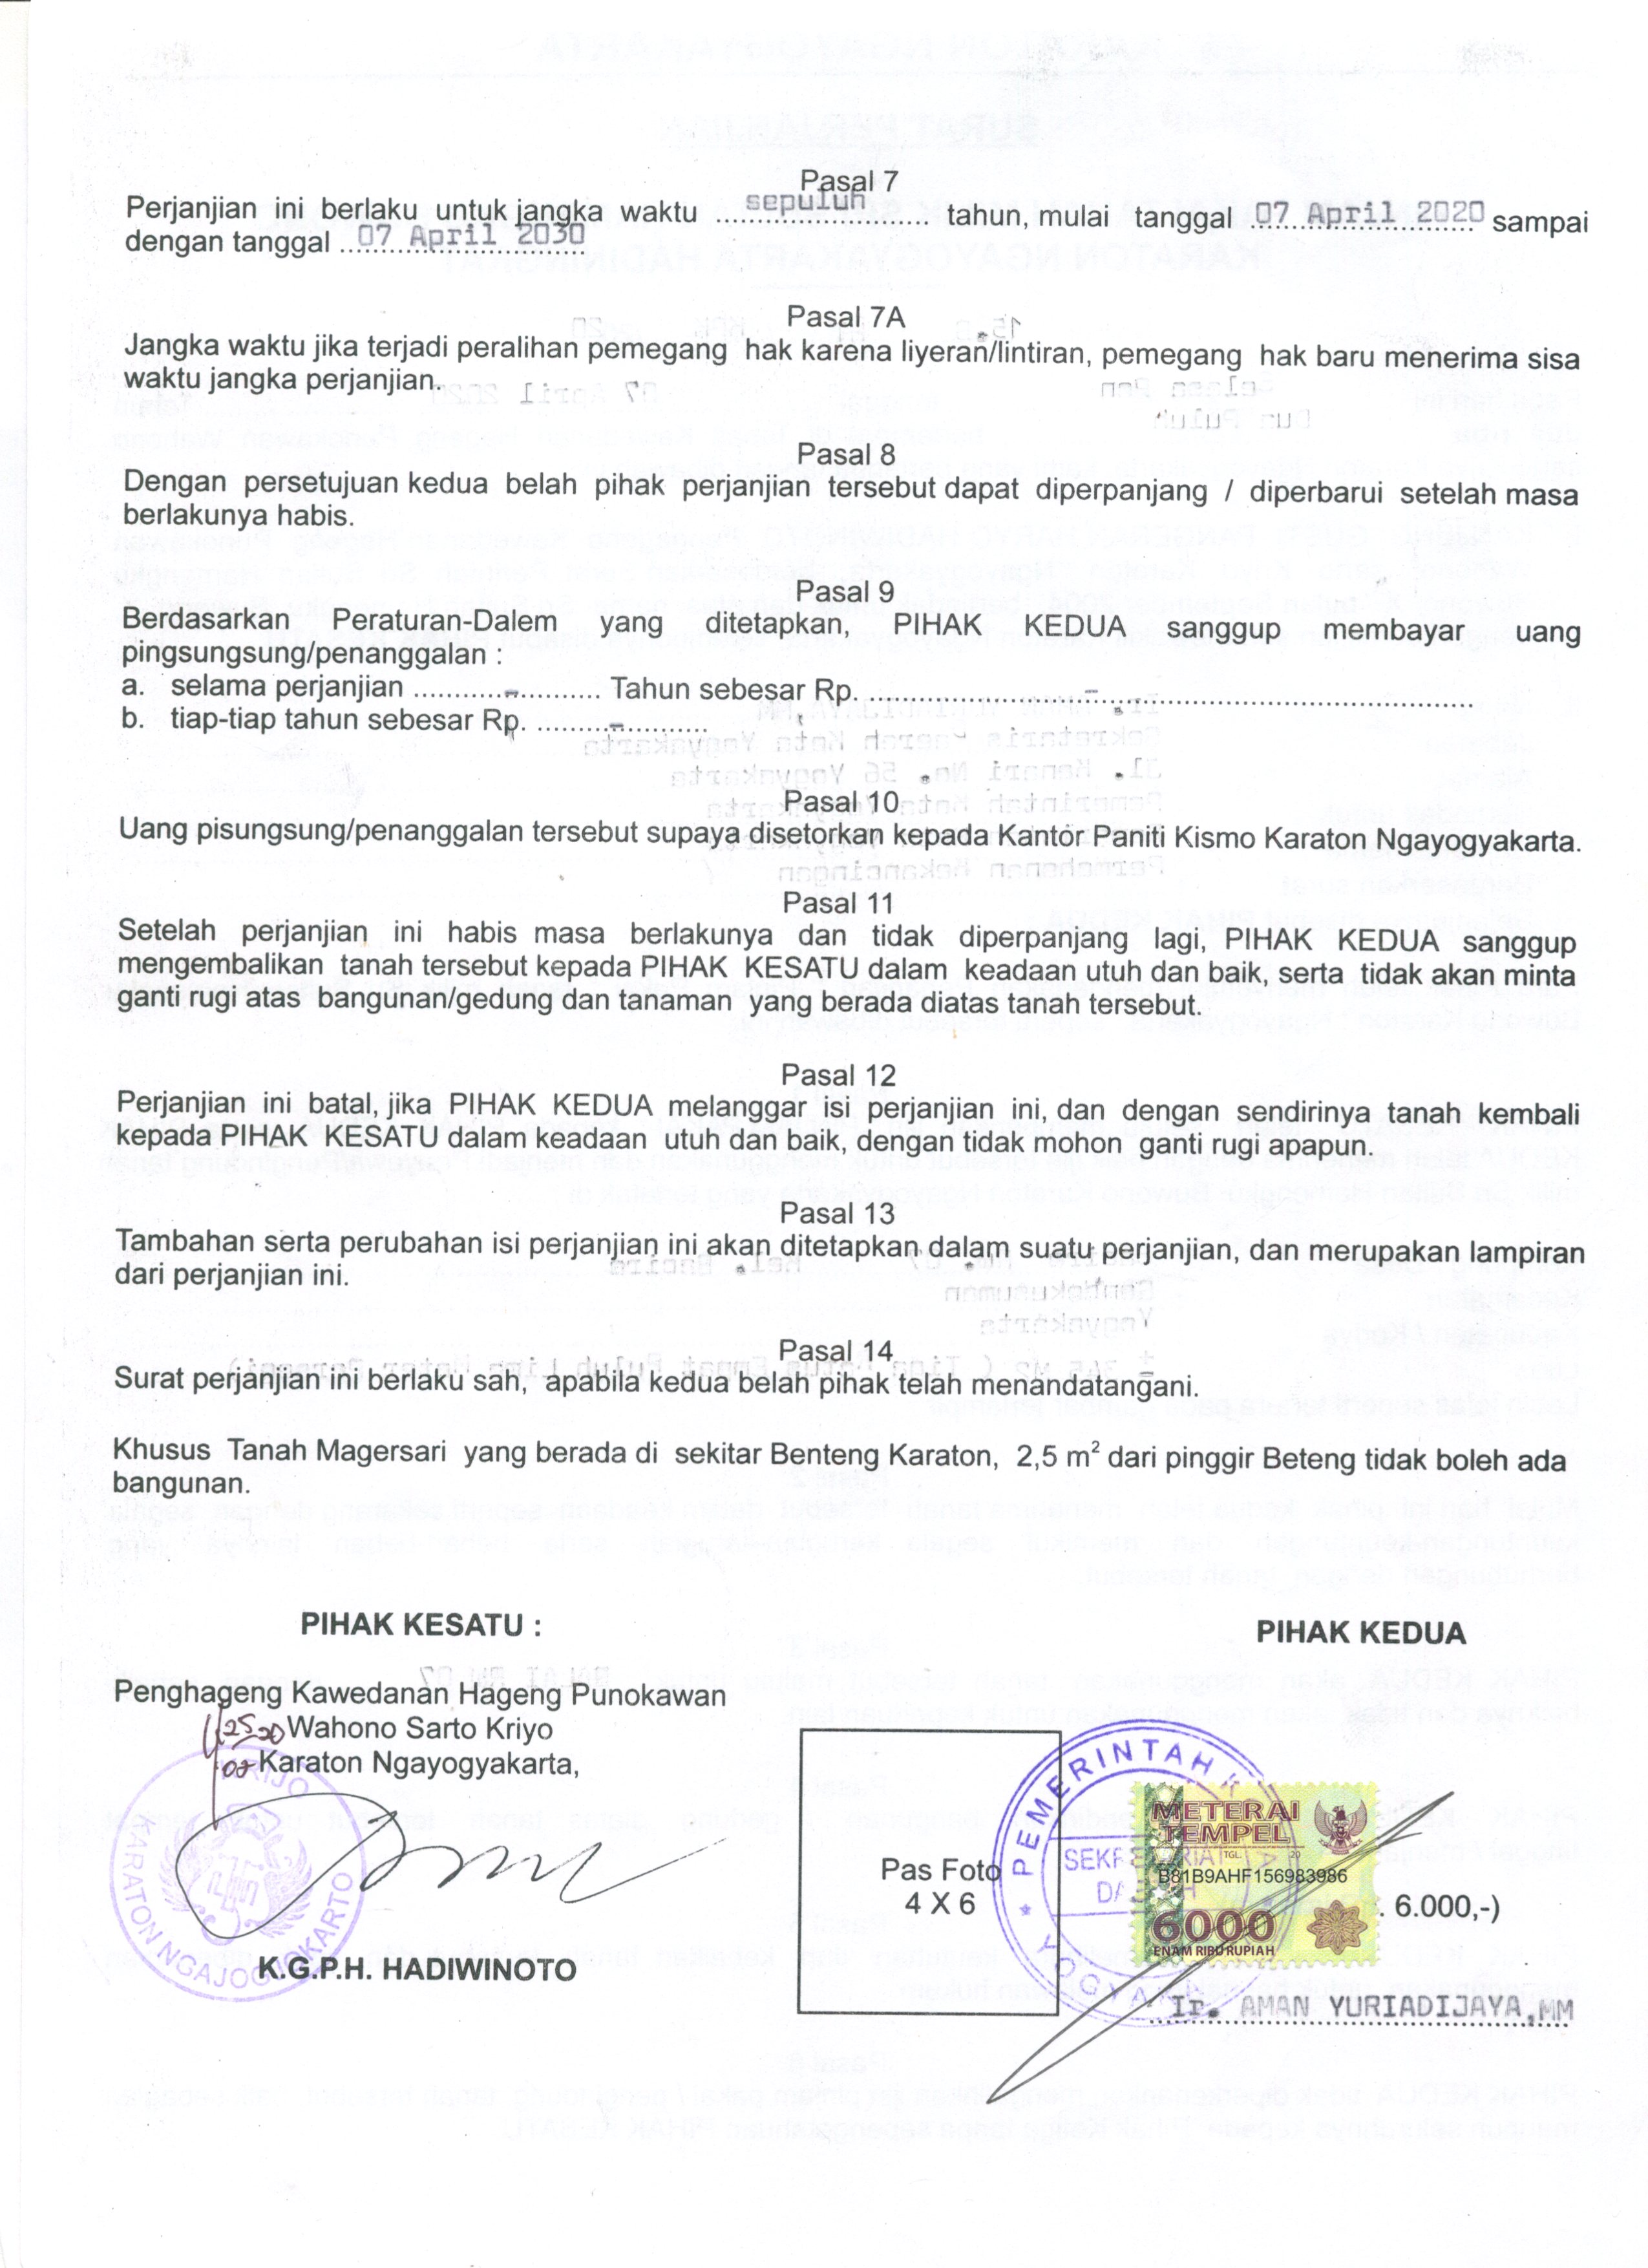 Pasal 7
Perjanjian ini berlaku untuk jangka waktu ....sepuluh.... tahun, mulai tanggal 07 April 2020 sampai
dengan tanggal 07 April 2030
Pasal 7A
Jangka waktu jika terjadi peralihan pemegang hak karena liyeran/lintiran, pemegang hak baru menerima sisa
waktu jangka perjanjian.
Pasal 8
Dengan persetujuan kedua belah pihak perjanjian tersebut dapat diperpanjang / diperbarui setelah masa
berlakunya habis.
Pasal 9
Berdasarkan Peraturan-Dalem yang ditetapkan, PIHAK KEDUA sanggup membayar uang
pingsungsung/penanggalan :
a. selama perjanjian ..........-......... Tahun sebesar Rp. ....................-....................
b. tiap-tiap tahun sebesar Rp. ........-.........
Pasal 10
Uang pisungsung/penanggalan tersebut supaya disetorkan kepada Kantor Paniti Kismo Karaton Ngayogyakarta.
Pasal 11
Setelah perjanjian ini habis masa berlakunya dan tidak diperpanjang lagi, PIHAK KEDUA sanggup
mengembalikan tanah tersebut kepada PIHAK KESATU dalam keadaan utuh dan baik, serta tidak akan minta
ganti rugi atas bangunan/gedung dan tanaman yang berada diatas tanah tersebut.
Pasal 12
Perjanjian ini batal, jika PIHAK KEDUA melanggar isi perjanjian ini, dan dengan sendirinya tanah kembali
kepada PIHAK KESATU dalam keadaan utuh dan baik, dengan tidak mohon ganti rugi apapun.
Pasal 13
Tambahan serta perubahan isi perjanjian ini akan ditetapkan dalam suatu perjanjian, dan merupakan lampiran
dari perjanjian ini.
Pasal 14
Surat perjanjian ini berlaku sah, apabila kedua belah pihak telah menandatangani.
Khusus Tanah Magersari yang berada di sekitar Benteng Karaton, 2,5 m² dari pinggir Beteng tidak boleh ada
bangunan.
PIHAK KESATU :
Penghageng Kawedanan Hageng Punokawan
Wahono Sarto Kriyo
Karaton Ngayogyakarta,
KRIJO
KARATON NGAJOGJOKARTO
K.G.P.H. HADIWINOTO
PIHAK KEDUA
Pas Foto
4 X 6
PEMERINTAH
METERAI
TEMPEL
TGL. 20
B81B9AHF156983986
6000
ENAM RIBU RUPIAH
. 6.000,-)
Ir. AMAN YURIADIJAYA,MM